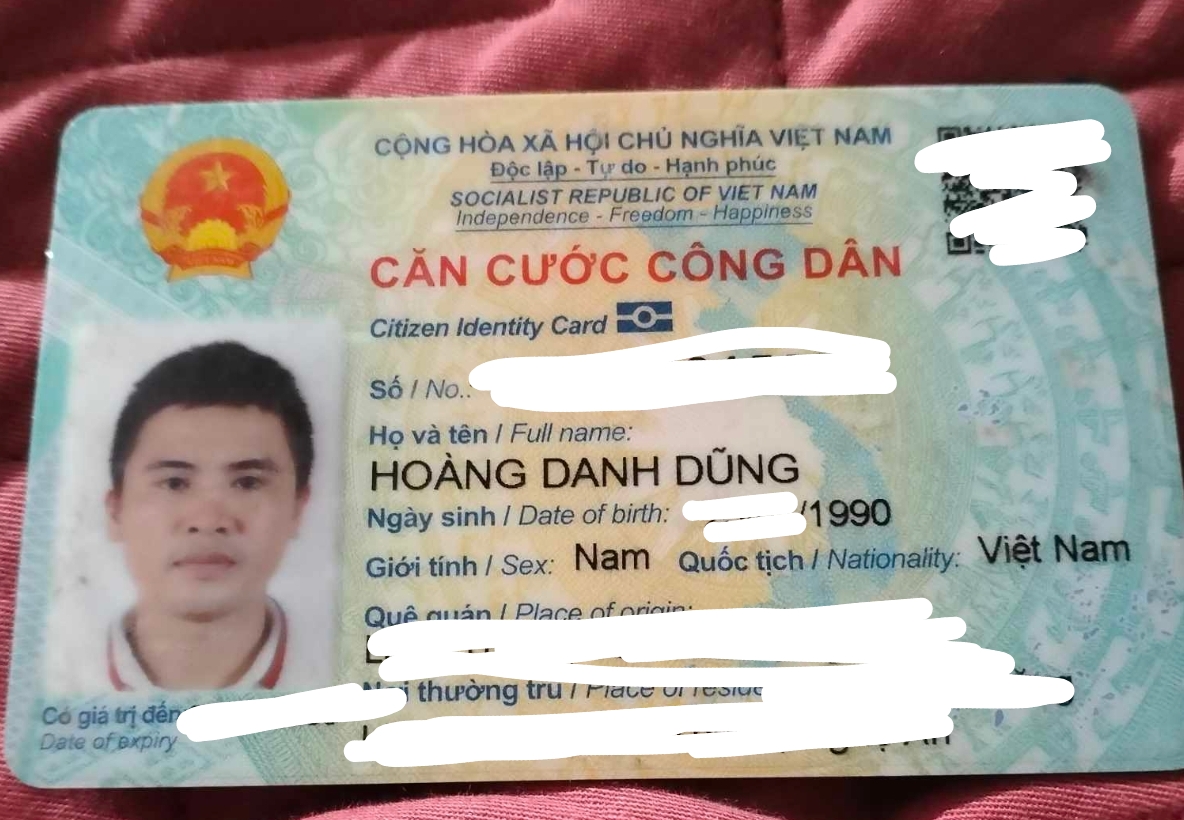 CỘNG HÒA XÃ HỘI CHỦ NGHĨA VIỆT NAM
Độc lập - Tự do - Hạnh phúc
SOCIALIST REPUBLIC OF VIET NAM
Independence - Freedom - Happiness
CĂN CƯỚC CÔNG DÂN
Citizen Identity Card
Số / No.:
Họ và tên / Full name:
HOÀNG DANH DŨNG
Ngày sinh / Date of birth: /1990
Giới tính / Sex: Nam Quốc tịch / Nationality: Việt Nam
Quê quán / Place of origin:
Nơi thường trú / Place of reside
Có giá trị đến
Date of expiry